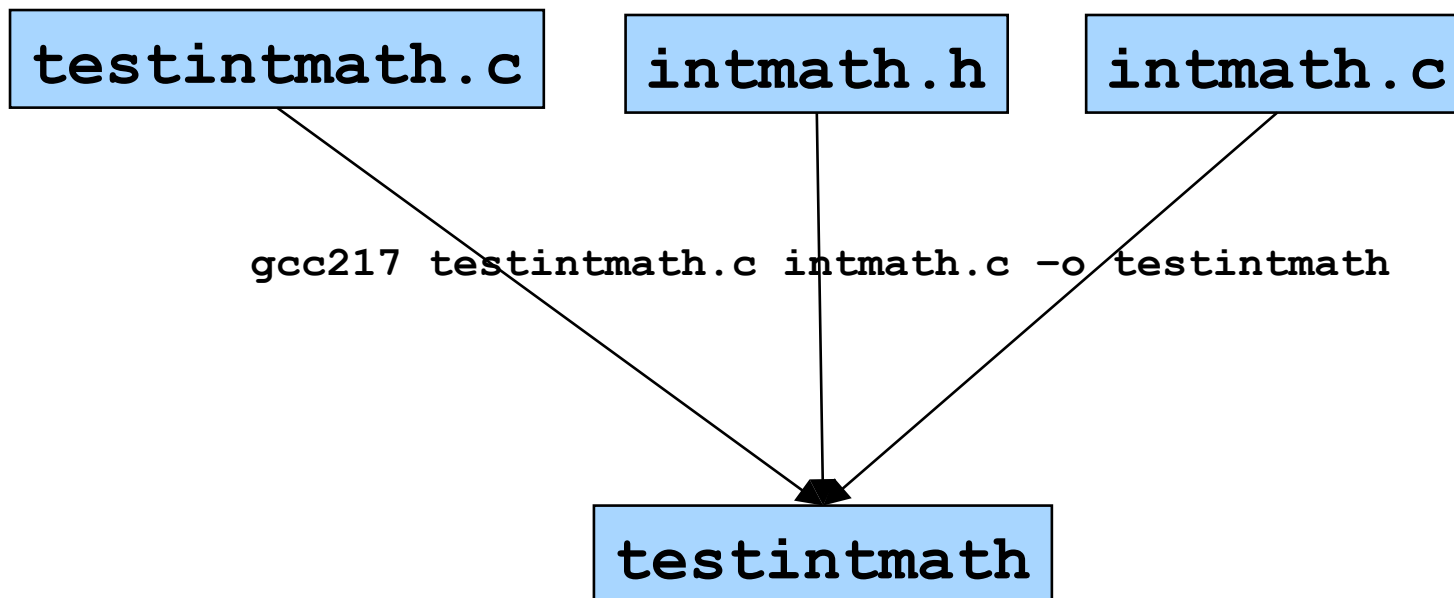 testintmath.c
intmath.h
intmath.c
gcc217 testintmath.c intmath.c –o testintmath
testintmath